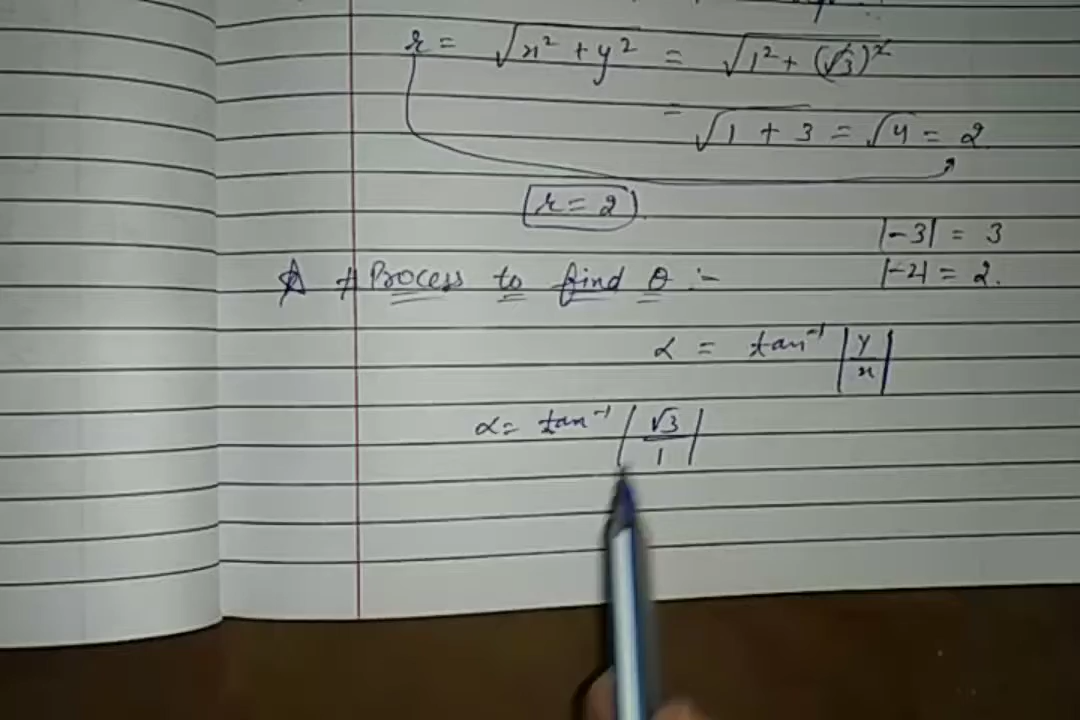 r = √x² + y² = √1² + (√3)²
= √1 + 3 = √4 = 2
r = 2
|-3| = 3
# Process to find θ :-
|-2| = 2.
α = tan⁻¹ |y/x|
α = tan⁻¹ |√3/1|